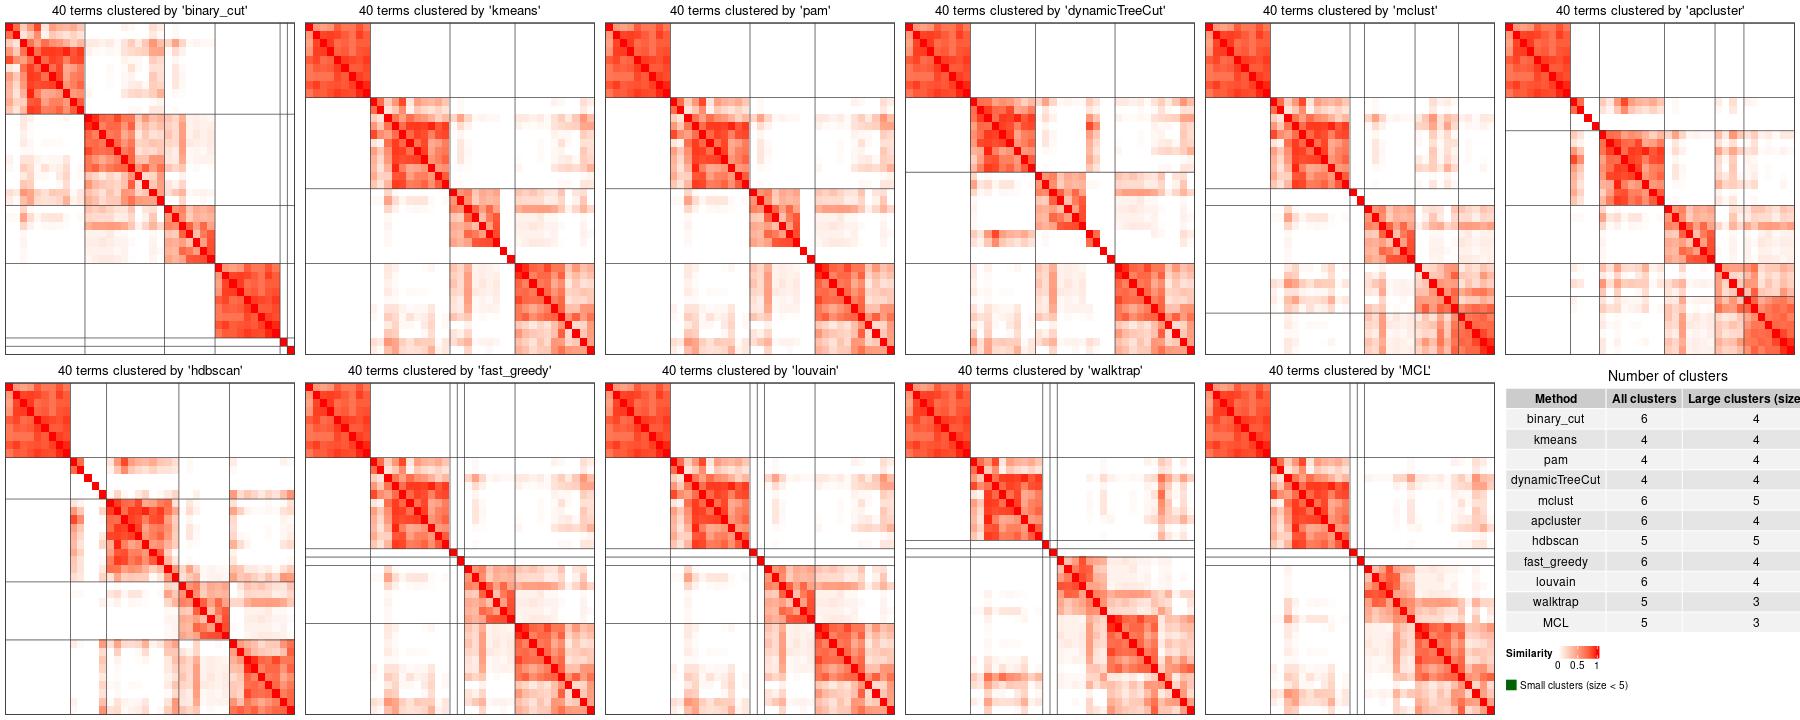 40 terms clustered by 'binary_cut'
40 terms clustered by 'kmeans'
40 terms clustered by 'pam'
40 terms clustered by 'dynamicTreeCut'
40 terms clustered by 'mclust'
40 terms clustered by 'apcluster'
40 terms clustered by 'hdbscan'
40 terms clustered by 'fast_greedy'
40 terms clustered by 'louvain'
40 terms clustered by 'walktrap'
40 terms clustered by 'MCL'
Number of clusters
Method All clusters Large clusters (size
binary_cut 6 4
kmeans 4 4
pam 4 4
dynamicTreeCut 4 4
mclust 6 5
apcluster 6 4
hdbscan 5 5
fast_greedy 6 4
louvain 6 4
walktrap 5 3
MCL 5 3
Similarity
0 0.5 1
Small clusters (size < 5)